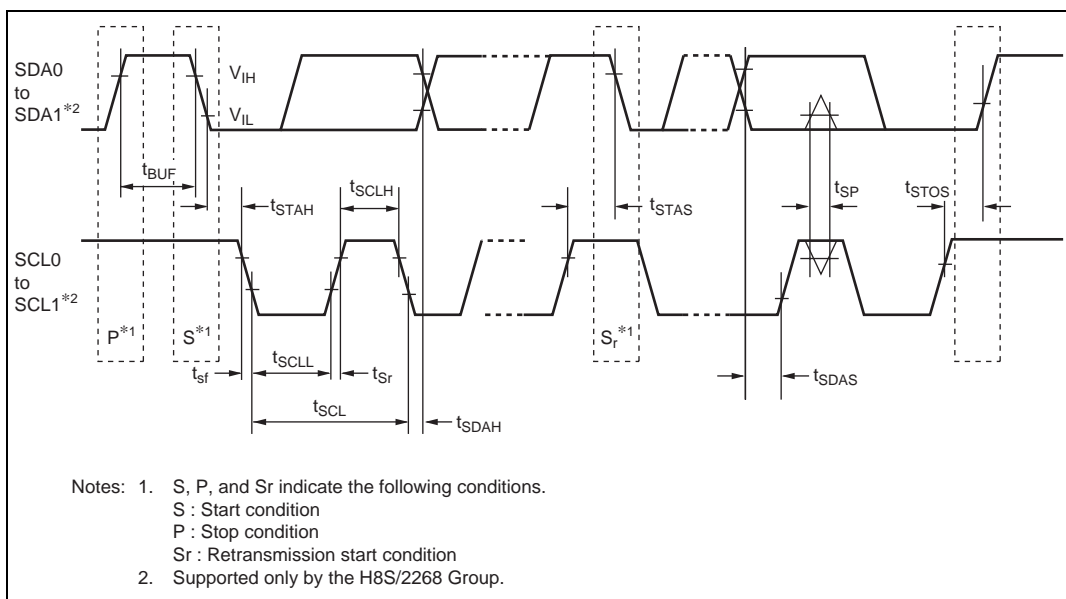 SDA0
to
SDA1*2
VIH
VIL
tBUF
tSTAH
tSCLH
tSTAS
tSP
tSTOS
SCL0
to
SCL1*2
P*1
S*1
Sr*1
tsf
tSCLL
tSr
tSCL
tSDAH
tSDAS
Notes: 1. S, P, and Sr indicate the following conditions.
S : Start condition
P : Stop condition
Sr : Retransmission start condition
2. Supported only by the H8S/2268 Group.